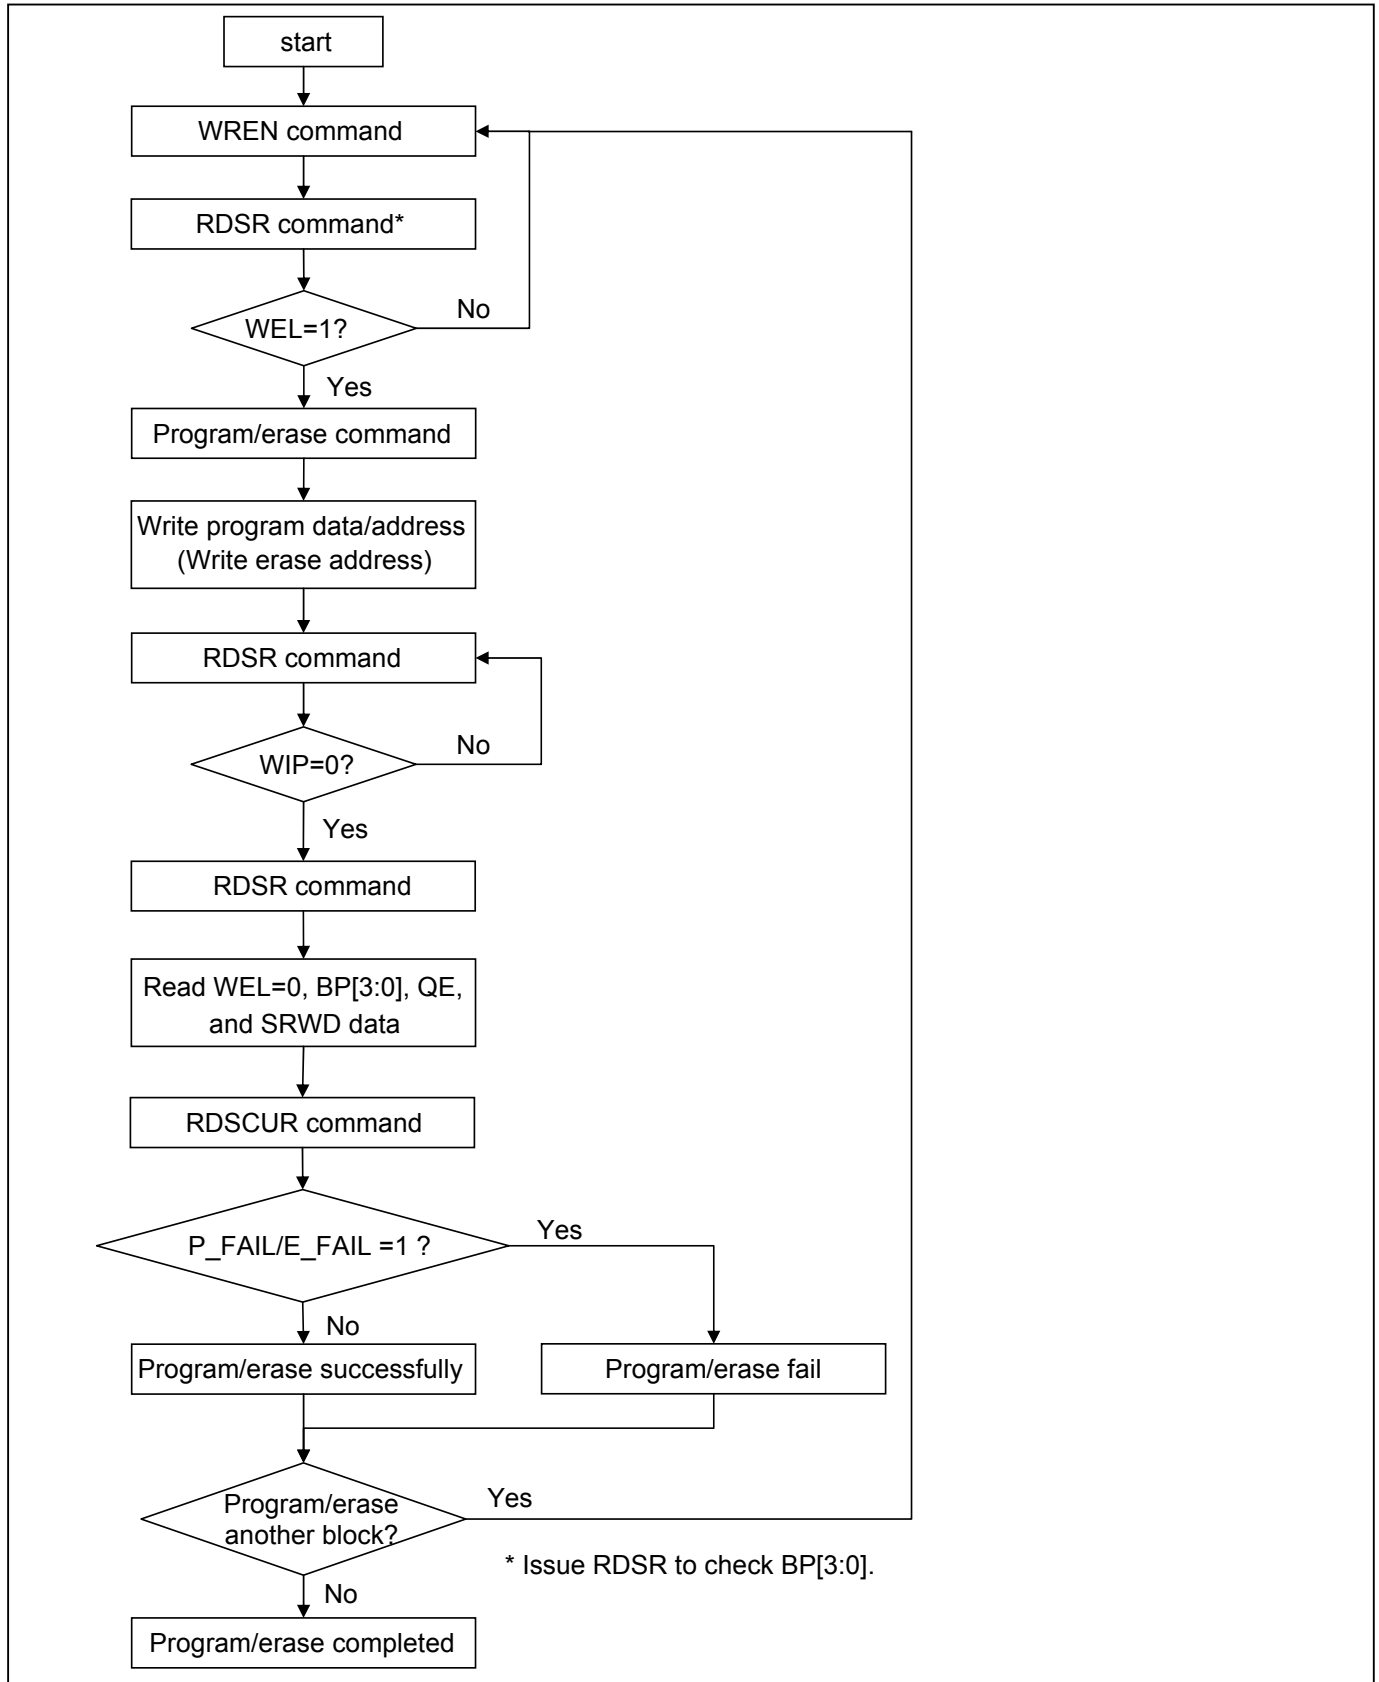 start
WREN command
RDSR command*
WEL=1?
No
Yes
Program/erase command
Write program data/address
(Write erase address)
RDSR command
WIP=0?
No
Yes
RDSR command
Read WEL=0, BP[3:0], QE,
and SRWD data
RDSCUR command
P_FAIL/E_FAIL =1 ?
Yes
No
Program/erase successfully
Program/erase fail
Program/erase
another block?
Yes
* Issue RDSR to check BP[3:0].
No
Program/erase completed